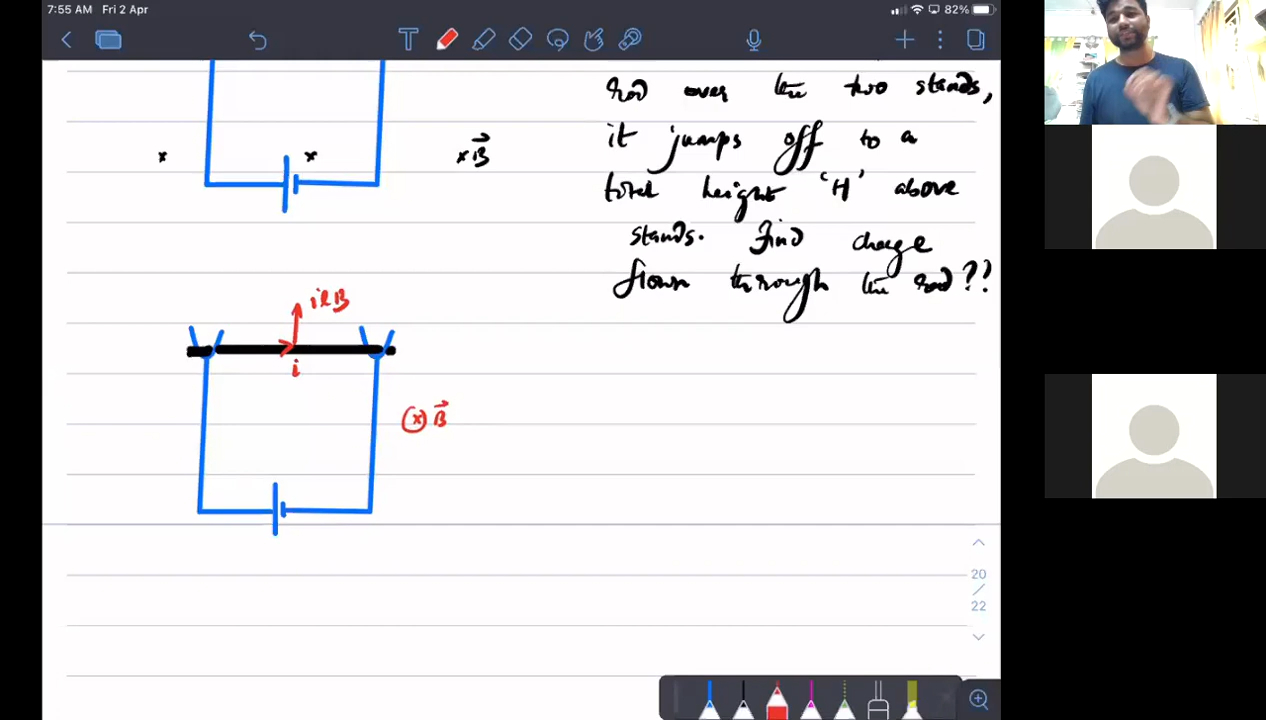 7:55 AM Fri 2 Apr
82%
T
rod over the two stands,
it jumps off to a
x x x B
total height 'H' above
stands. Find charge
flown through the rod??
ilB
i
x B
20
22